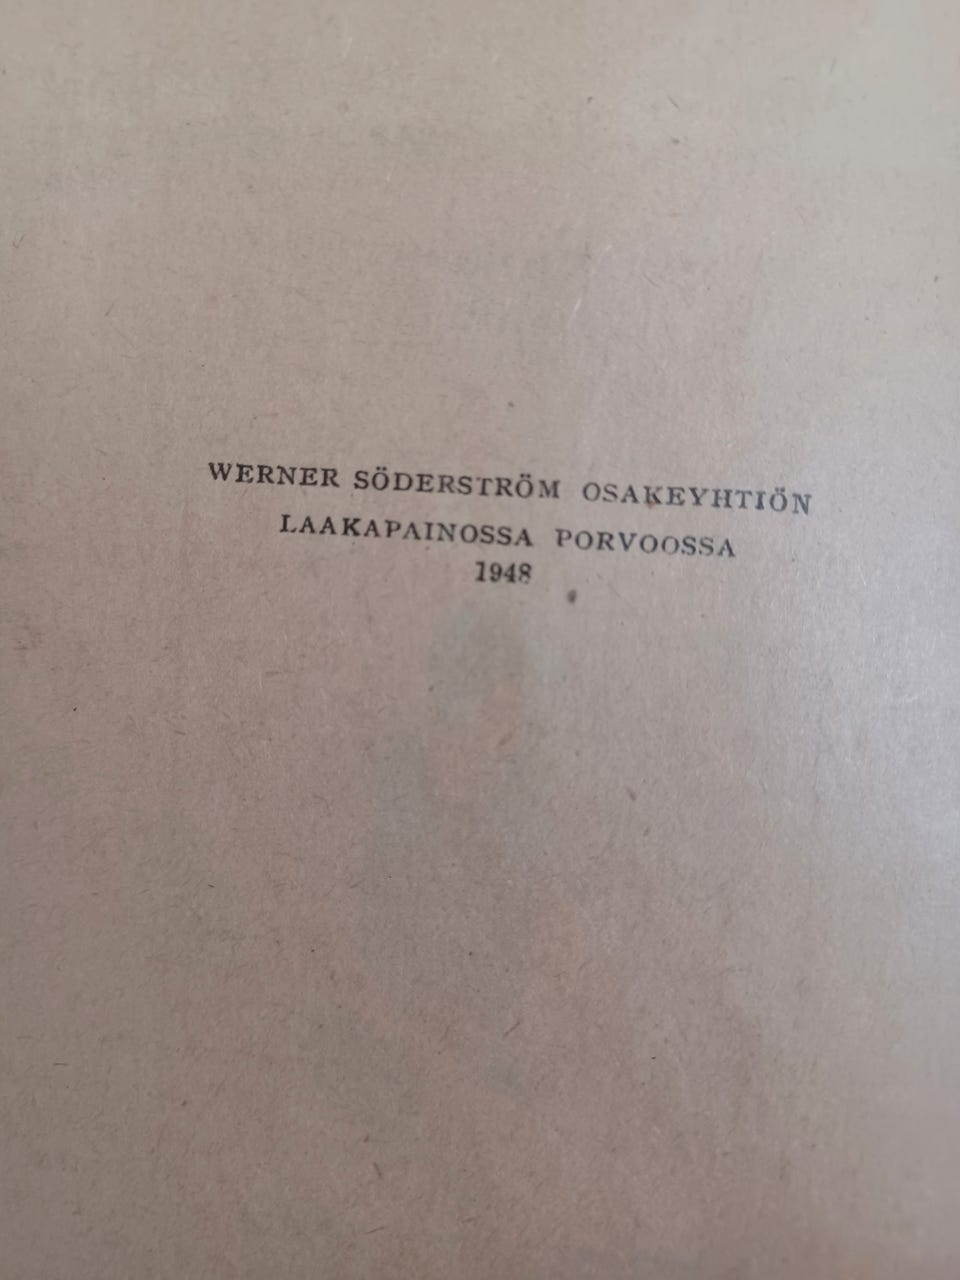 WERNER SÖDERSTRÖM OSAKEYHTIÖN
LAAKAPAINOSSA PORVOOSSA
1948